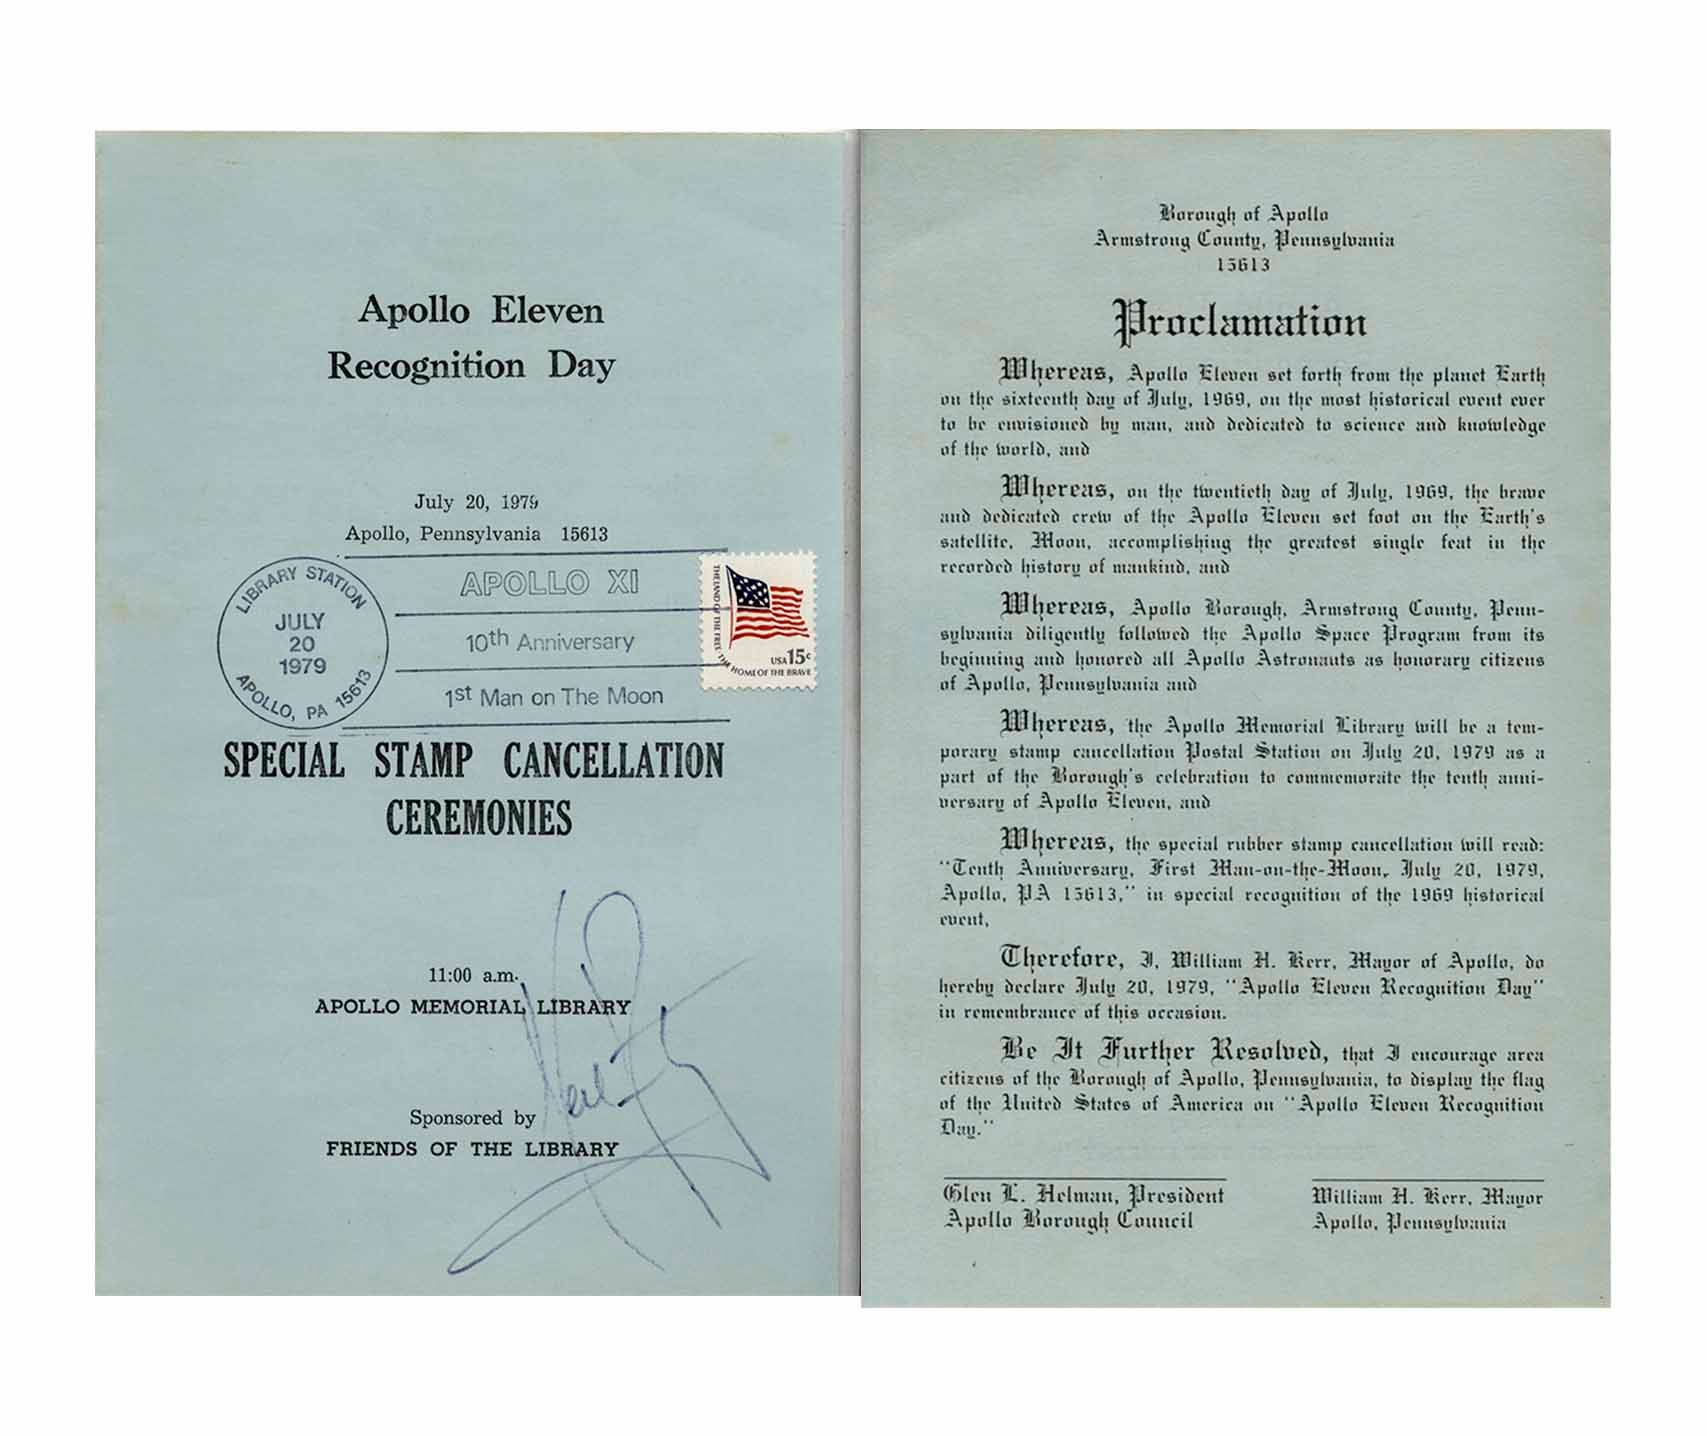 Apollo Eleven
Recognition Day
July 20, 1979
Apollo, Pennsylvania 15613
LIBRARY STATION
JULY
20
1979
APOLLO, PA 15613
APOLLO XI
10th Anniversary
1st Man on The Moon
THE LAND OF THE FREE · THE HOME OF THE BRAVE
USA 15c
SPECIAL STAMP CANCELLATION
CEREMONIES
11:00 a.m.
APOLLO MEMORIAL LIBRARY
Sponsored by
FRIENDS OF THE LIBRARY
Neil
Borough of Apollo
Armstrong County, Pennsylvania
15613
Proclamation
Whereas, Apollo Eleven set forth from the planet Earth
on the sixteenth day of July, 1969, on the most historical event ever
to be envisioned by man, and dedicated to science and knowledge
of the world, and
Whereas, on the twentieth day of July, 1969, the brave
and dedicated crew of the Apollo Eleven set foot on the Earth's
satellite, Moon, accomplishing the greatest single feat in the
recorded history of mankind, and
Whereas, Apollo Borough, Armstrong County, Penn-
sylvania diligently followed the Apollo Space Program from its
beginning and honored all Apollo Astronauts as honorary citizens
of Apollo, Pennsylvania and
Whereas, the Apollo Memorial Library will be a tem-
porary stamp cancellation Postal Station on July 20, 1979 as a
part of the Borough's celebration to commemorate the tenth anni-
versary of Apollo Eleven, and
Whereas, the special rubber stamp cancellation will read:
"Tenth Anniversary, First Man-on-the-Moon, July 20, 1979,
Apollo, PA 15613," in special recognition of the 1969 historical
event,
Therefore, I, William H. Kerr, Mayor of Apollo, do
hereby declare July 20, 1979, "Apollo Eleven Recognition Day"
in remembrance of this occasion.
Be It Further Resolved, that I encourage area
citizens of the Borough of Apollo, Pennsylvania, to display the flag
of the United States of America on "Apollo Eleven Recognition
Day."
Glen L. Helman, President
Apollo Borough Council
William H. Kerr, Mayor
Apollo, Pennsylvania